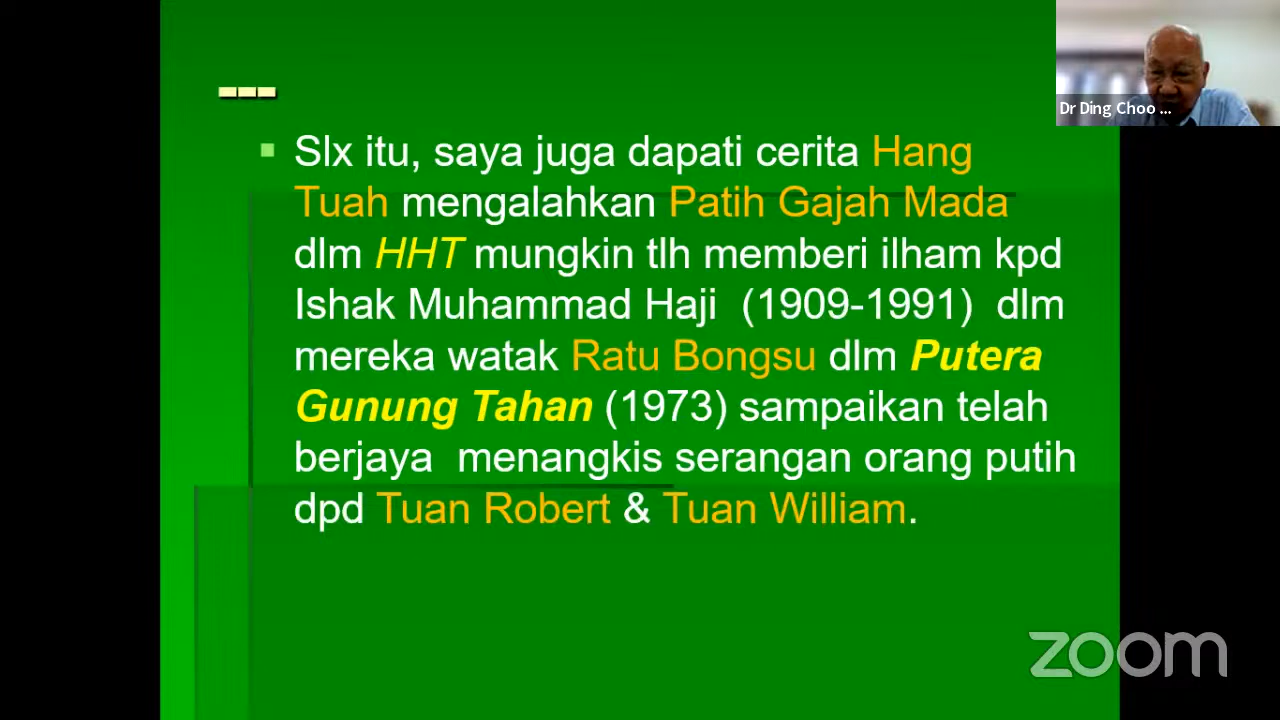 Dr Ding Choo ...
---
Slx itu, saya juga dapati cerita Hang
Tuah mengalahkan Patih Gajah Mada
dlm HHT mungkin tlh memberi ilham kpd
Ishak Muhammad Haji (1909-1991) dlm
mereka watak Ratu Bongsu dlm Putera
Gunung Tahan (1973) sampaikan telah
berjaya menangkis serangan orang putih
dpd Tuan Robert & Tuan William.
zoom